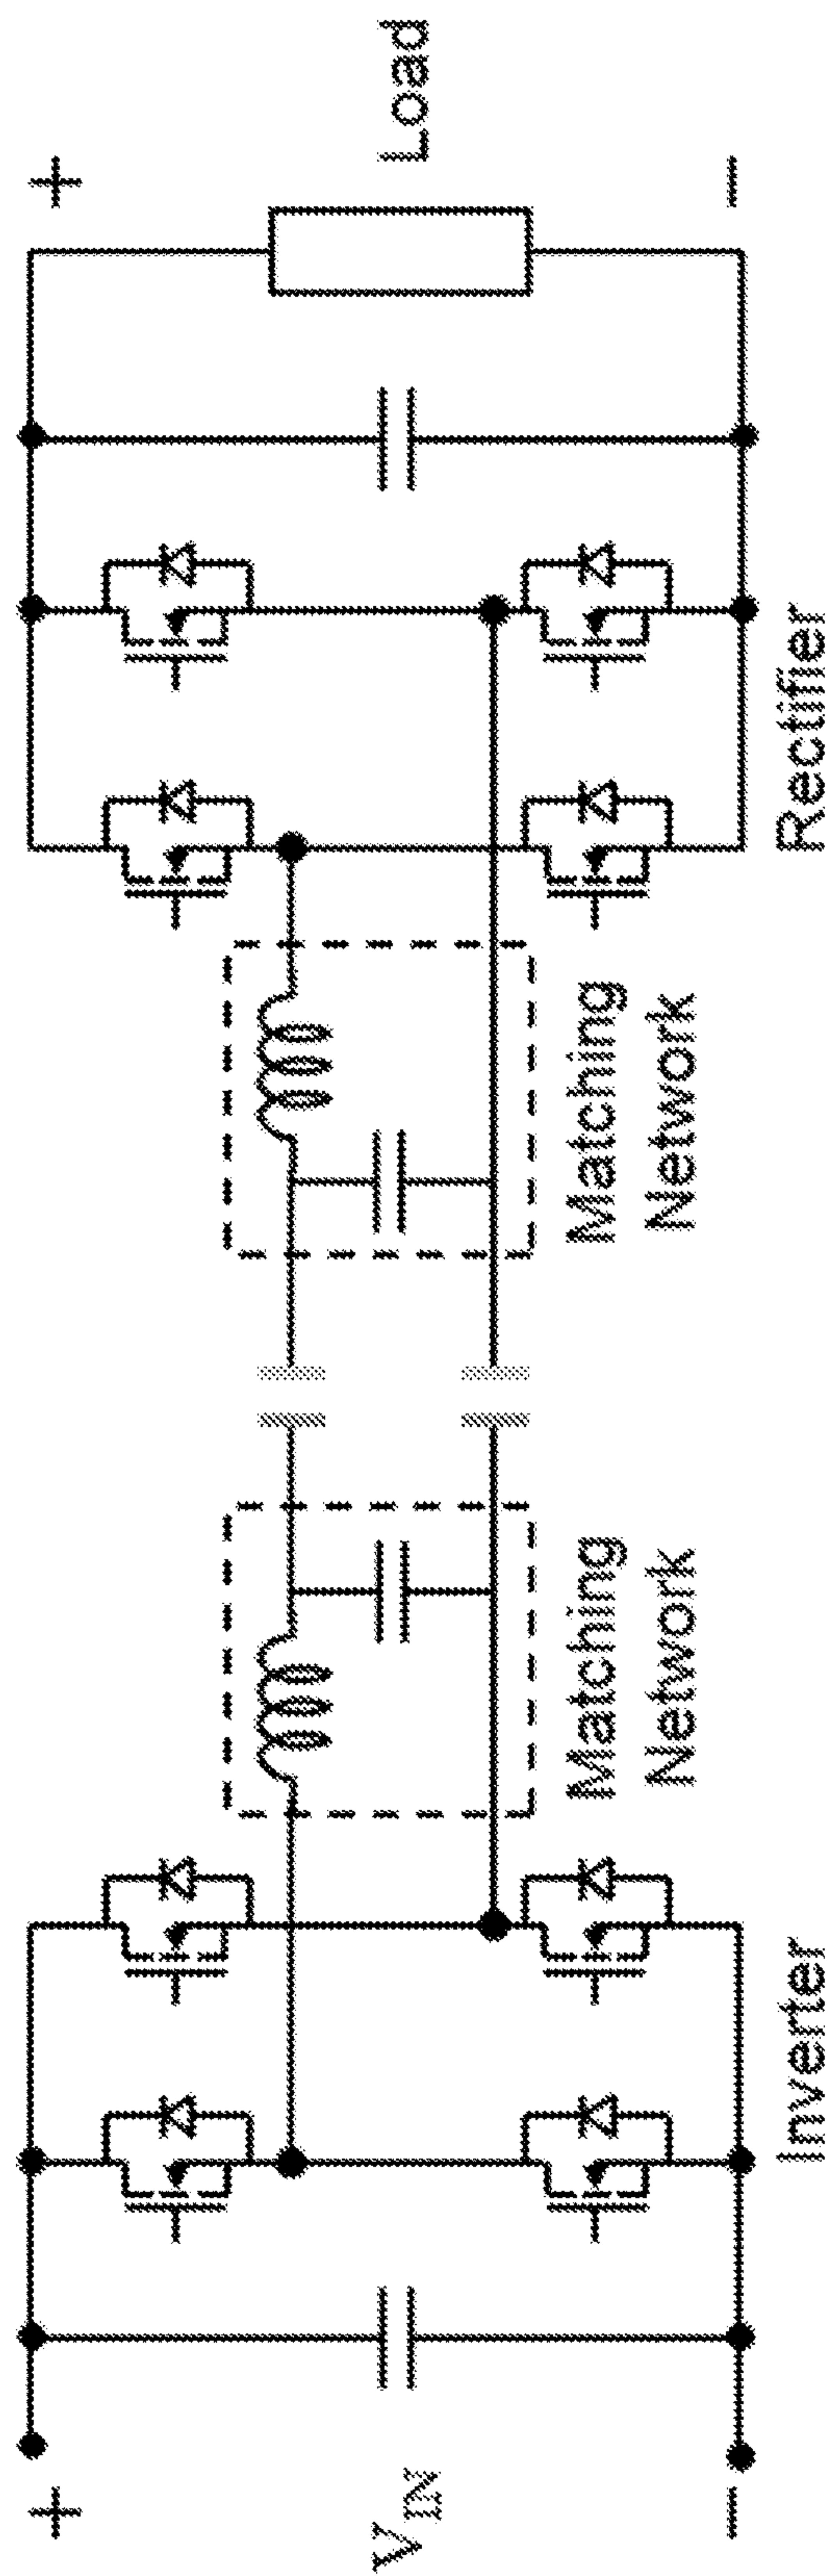 +
V_IN
−
Inverter
Matching
Network
Matching
Network
Rectifier
+
Load
−